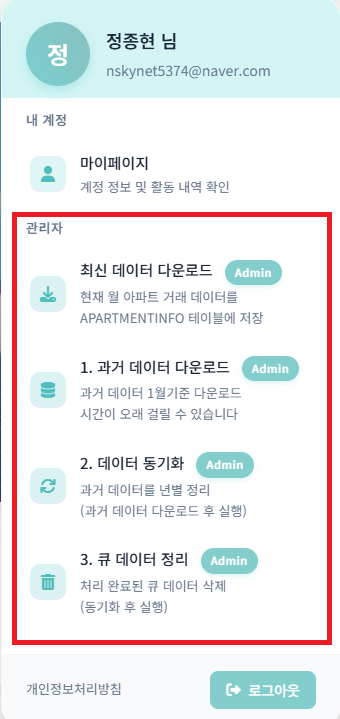 정
정종현 님
nskynet5374@naver.com
내 계정
마이페이지
계정 정보 및 활동 내역 확인
관리자
최신 데이터 다운로드 Admin
현재 월 아파트 거래 데이터를
APARTMENTINFO 테이블에 저장
1. 과거 데이터 다운로드 Admin
과거 데이터 1월기준 다운로드
시간이 오래 걸릴 수 있습니다
2. 데이터 동기화 Admin
과거 데이터를 년별 정리
(과거 데이터 다운로드 후 실행)
3. 큐 데이터 정리 Admin
처리 완료된 큐 데이터 삭제
(동기화 후 실행)
개인정보처리방침
로그아웃